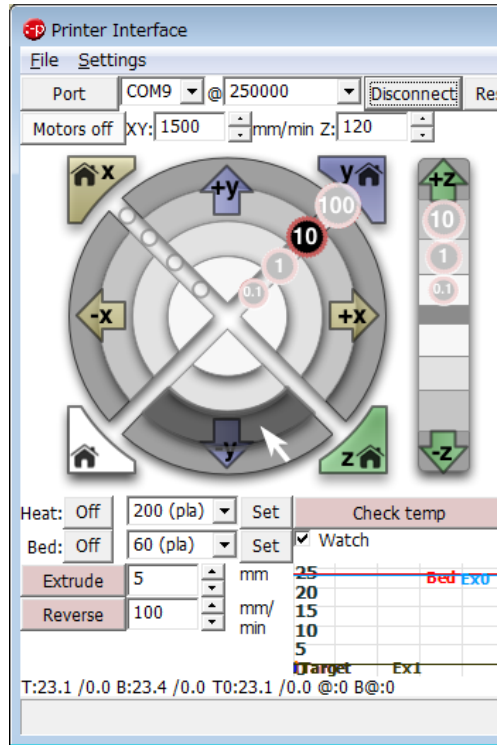 Printer Interface
File Settings
Port COM9 @ 250000 Disconnect Res
Motors off XY: 1500 mm/min Z: 120
x +y y +z
100 10
10
1 1
0.1 0.1
-x +x
-y z -z
Heat: Off 200 (pla) Set Check temp
Bed: Off 60 (pla) Set Watch
Extrude 5 mm
Reverse 100 mm/
min
25 Bed Ex0
20
15
10
5
0 Target Ex1
T:23.1 /0.0 B:23.4 /0.0 T0:23.1 /0.0 @:0 B@:0